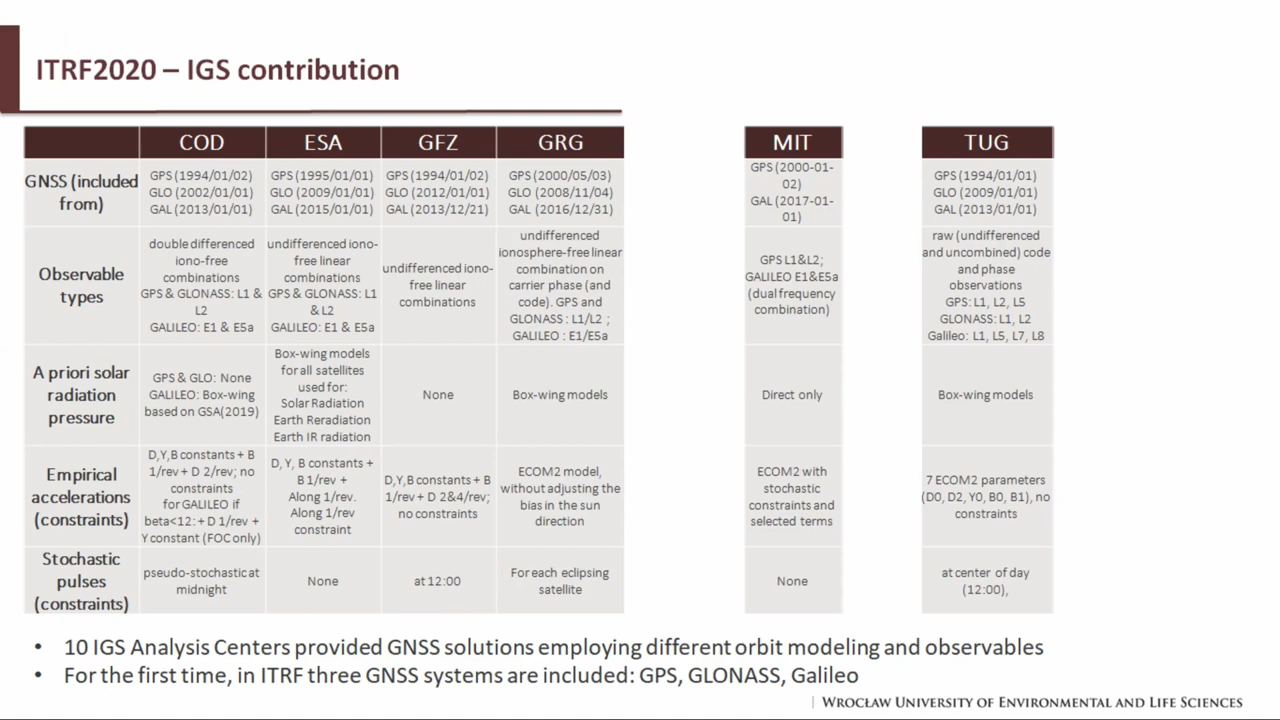 ITRF2020 – IGS contribution
COD
ESA
GFZ
GRG
MIT
TUG
GNSS (included
from)
GPS (1994/01/02)
GLO (2002/01/01)
GAL (2013/01/01)
GPS (1995/01/01)
GLO (2009/01/01)
GAL (2015/01/01)
GPS (1994/01/02)
GLO (2012/01/01)
GAL (2013/12/21)
GPS (2000/05/03)
GLO (2008/11/04)
GAL (2016/12/31)
GPS (2000-01-
02)
GAL (2017-01-
01)
GPS (1994/01/01)
GLO (2009/01/01)
GAL (2013/01/01)
Observable
types
double differenced
iono-free
combinations
GPS & GLONASS: L1 &
L2
GALILEO: E1 & E5a
undifferenced iono-
free linear
combinations
GPS & GLONASS: L1
& L2
GALILEO: E1 & E5a
undifferenced iono-
free linear
combinations
undifferenced
ionosphere-free linear
combination on
carrier phase (and
code). GPS and
GLONASS : L1/L2 ;
GALILEO : E1/E5a
GPS L1&L2;
GALILEO E1&E5a
(dual frequency
combination)
raw (undifferenced
and uncombined) code
and phase
observations
GPS: L1, L2, L5
GLONASS: L1, L2
Galileo: L1, L5, L7, L8
A priori solar
radiation
pressure
GPS & GLO: None
GALILEO: Box-wing
based on GSA(2019)
Box-wing models
for all satellites
used for:
Solar Radiation
Earth Reradiation
Earth IR radiation
None
Box-wing models
Direct only
Box-wing models
Empirical
accelerations
(constraints)
D,Y,B constants + B
1/rev + D 2/rev; no
constraints
for GALILEO if
beta<12: + D 1/rev +
Y constant (FOC only)
D, Y, B constants +
B 1/rev +
Along 1/rev.
Along 1/rev
constraint
D,Y,B constants + B
1/rev + D 2&4/rev;
no constraints
ECOM2 model,
without adjusting the
bias in the sun
direction
ECOM2 with
stochastic
constraints and
selected terms
7 ECOM2 parameters
(D0, D2, Y0, B0, B1), no
constraints
Stochastic
pulses
(constraints)
pseudo-stochastic at
midnight
None
at 12:00
For each eclipsing
satellite
None
at center of day
(12:00),
• 10 IGS Analysis Centers provided GNSS solutions employing different orbit modeling and observables
• For the first time, in ITRF three GNSS systems are included: GPS, GLONASS, Galileo
WROCŁAW UNIVERSITY OF ENVIRONMENTAL AND LIFE SCIENCES